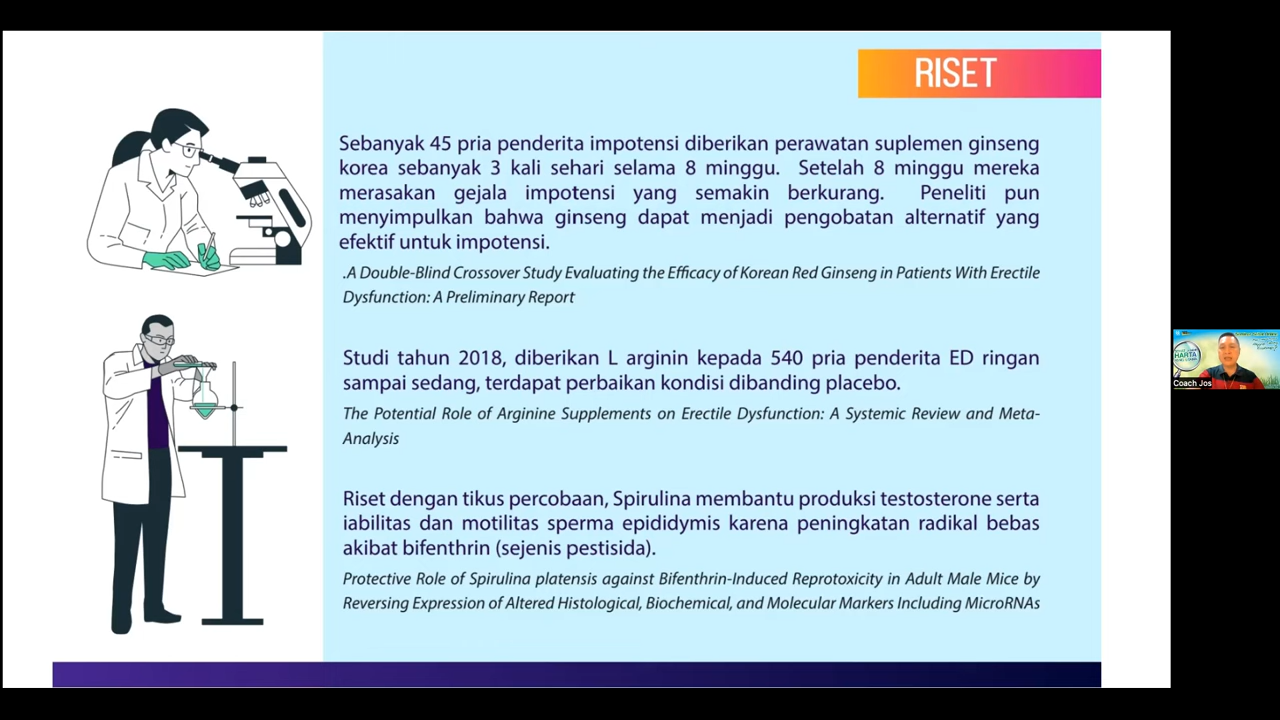 RISET
Sebanyak 45 pria penderita impotensi diberikan perawatan suplemen ginseng
korea sebanyak 3 kali sehari selama 8 minggu. Setelah 8 minggu mereka
merasakan gejala impotensi yang semakin berkurang. Peneliti pun
menyimpulkan bahwa ginseng dapat menjadi pengobatan alternatif yang
efektif untuk impotensi.
.A Double-Blind Crossover Study Evaluating the Efficacy of Korean Red Ginseng in Patients With Erectile
Dysfunction: A Preliminary Report
Studi tahun 2018, diberikan L arginin kepada 540 pria penderita ED ringan
sampai sedang, terdapat perbaikan kondisi dibanding placebo.
The Potential Role of Arginine Supplements on Erectile Dysfunction: A Systemic Review and Meta-
Analysis
Riset dengan tikus percobaan, Spirulina membantu produksi testosterone serta
iabilitas dan motilitas sperma epididymis karena peningkatan radikal bebas
akibat bifenthrin (sejenis pestisida).
Protective Role of Spirulina platensis against Bifenthrin-Induced Reprotoxicity in Adult Male Mice by
Reversing Expression of Altered Histological, Biochemical, and Molecular Markers Including MicroRNAs
HARTA
Coach Jos